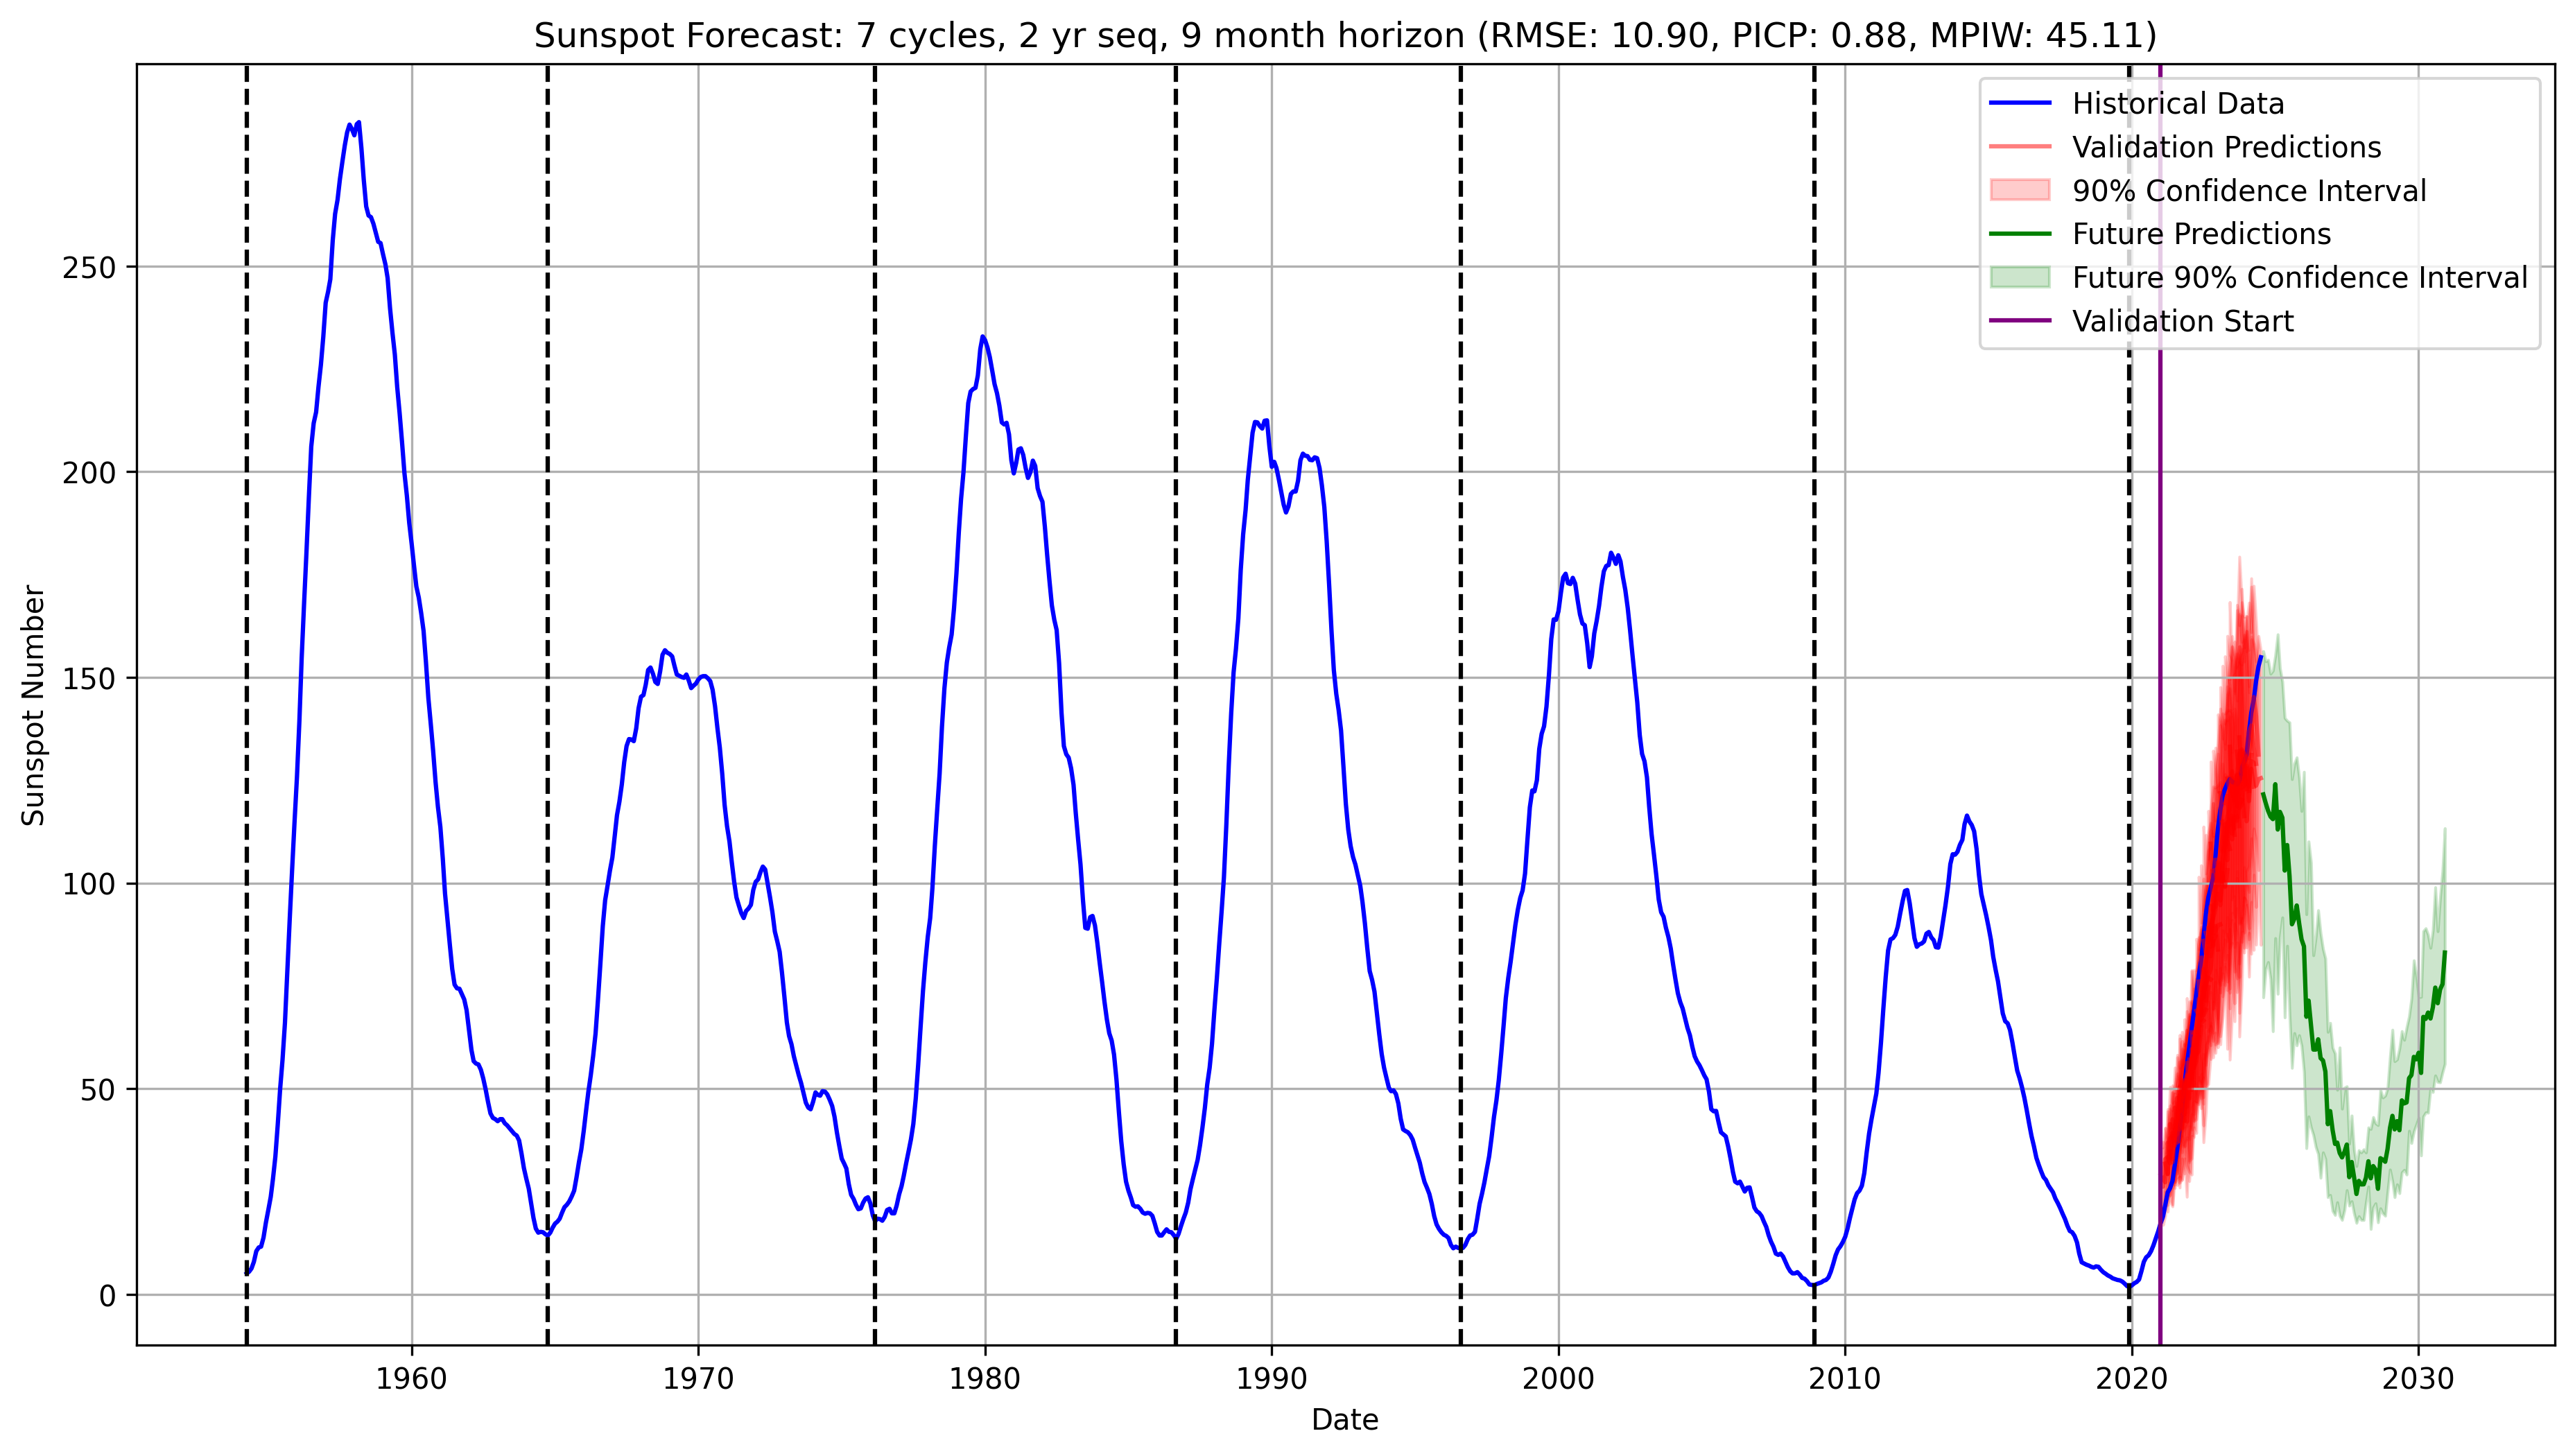 Sunspot Forecast: 7 cycles, 2 yr seq, 9 month horizon (RMSE: 10.90, PICP: 0.88, MPIW: 45.11)
Historical Data
Validation Predictions
90% Confidence Interval
Future Predictions
Future 90% Confidence Interval
Validation Start
Sunspot Number
250
200
150
100
50
0
1960 1970 1980 1990 2000 2010 2020 2030
Date